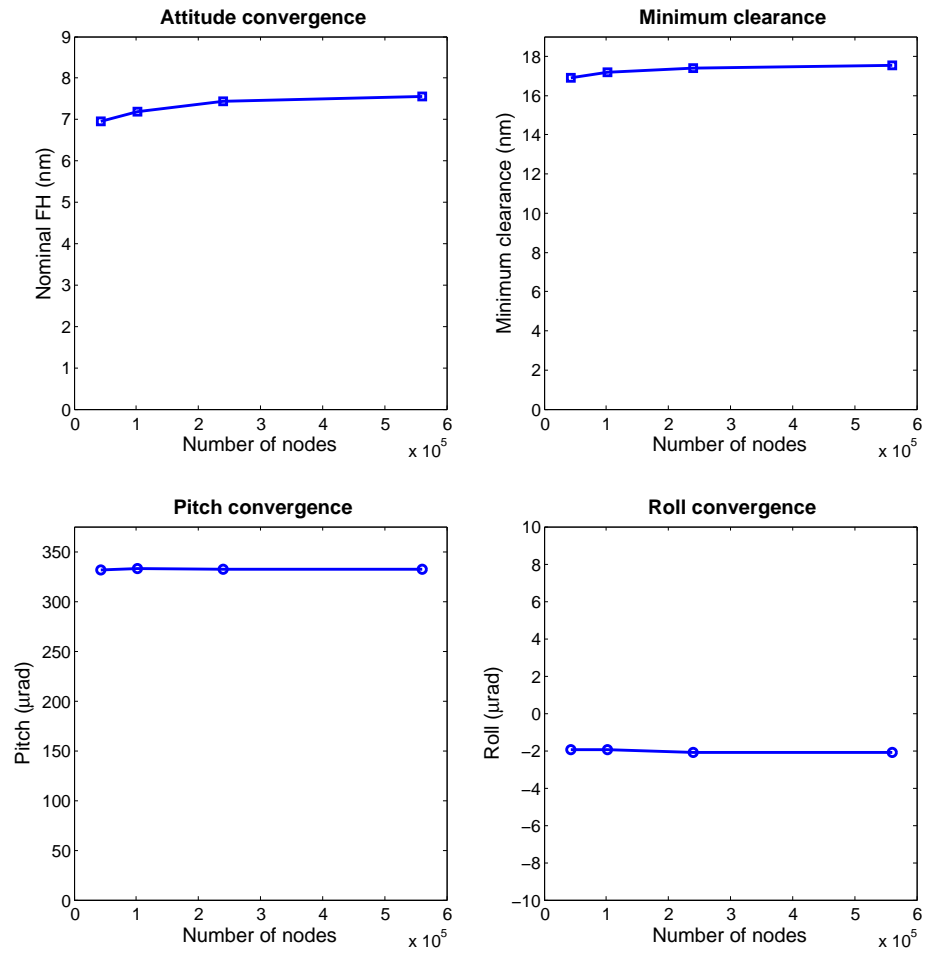 Attitude convergence
9
8
7
6
5
4
3
2
1
0
Nominal FH (nm)
0 1 2 3 4 5 6
Number of nodes
x 10^5
Minimum clearance
18
16
14
12
10
8
6
4
2
0
Minimum clearance (nm)
0 1 2 3 4 5 6
Number of nodes
x 10^5
Pitch convergence
350
300
250
200
150
100
50
0
Pitch (μrad)
0 1 2 3 4 5 6
Number of nodes
x 10^5
Roll convergence
10
8
6
4
2
0
−2
−4
−6
−8
−10
Roll (μrad)
0 1 2 3 4 5 6
Number of nodes
x 10^5